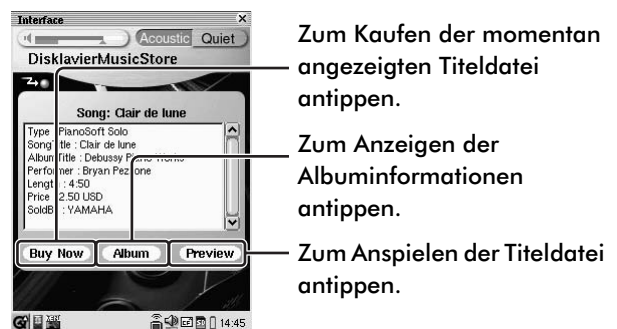 Interface ×
Acoustic Quiet
DisklavierMusicStore
Song: Clair de lune
Type : PianoSoft Solo
Song Title : Clair de lune
Album Title : Debussy Piano Works
Performer : Bryan Pezzone
Length : 4:50
Price : 2.50 USD
SoldBy : YAMAHA
Buy Now Album Preview
14:45
Zum Kaufen der momentan
angezeigten Titeldatei
antippen.
Zum Anzeigen der
Albuminformationen
antippen.
Zum Anspielen der Titeldatei
antippen.